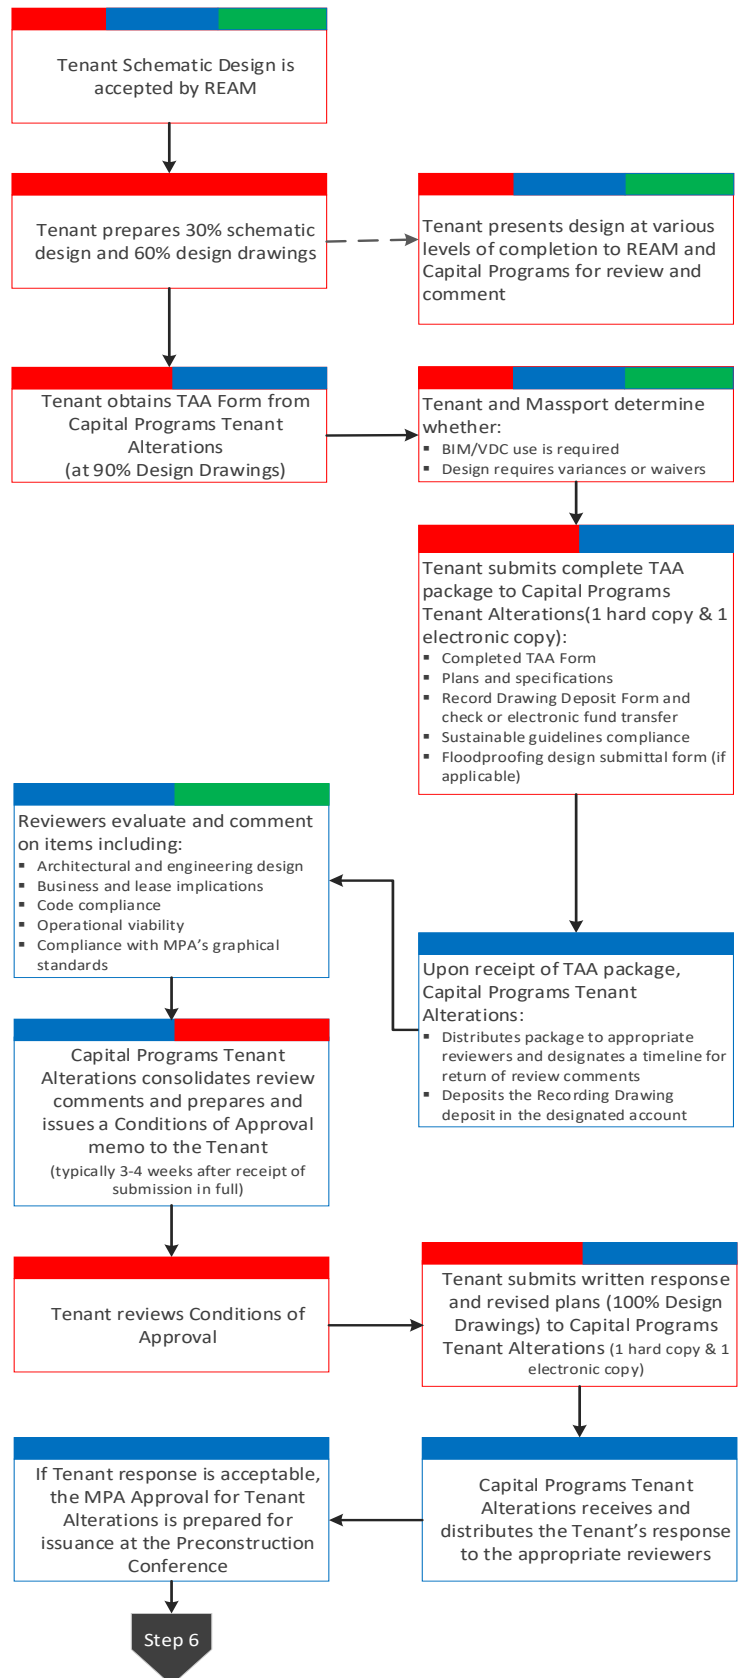 Tenant Schematic Design is
accepted by REAM
Tenant prepares 30% schematic
design and 60% design drawings
Tenant presents design at various
levels of completion to REAM and
Capital Programs for review and
comment
Tenant obtains TAA Form from
Capital Programs Tenant
Alterations
(at 90% Design Drawings)
Tenant and Massport determine
whether:
▪ BIM/VDC use is required
▪ Design requires variances or waivers
Tenant submits complete TAA
package to Capital Programs
Tenant Alterations(1 hard copy & 1
electronic copy):
▪ Completed TAA Form
▪ Plans and specifications
▪ Record Drawing Deposit Form and
check or electronic fund transfer
▪ Sustainable guidelines compliance
▪ Floodproofing design submittal form (if
applicable)
Upon receipt of TAA package,
Capital Programs Tenant
Alterations:
▪ Distributes package to appropriate
reviewers and designates a timeline for
return of review comments
▪ Deposits the Recording Drawing
deposit in the designated account
Reviewers evaluate and comment
on items including:
▪ Architectural and engineering design
▪ Business and lease implications
▪ Code compliance
▪ Operational viability
▪ Compliance with MPA's graphical
standards
Capital Programs Tenant
Alterations consolidates review
comments and prepares and
issues a Conditions of Approval
memo to the Tenant
(typically 3-4 weeks after receipt of
submission in full)
Tenant reviews Conditions of
Approval
Tenant submits written response
and revised plans (100% Design
Drawings) to Capital Programs
Tenant Alterations (1 hard copy & 1
electronic copy)
Capital Programs Tenant
Alterations receives and
distributes the Tenant's response
to the appropriate reviewers
If Tenant response is acceptable,
the MPA Approval for Tenant
Alterations is prepared for
issuance at the Preconstruction
Conference
Step 6